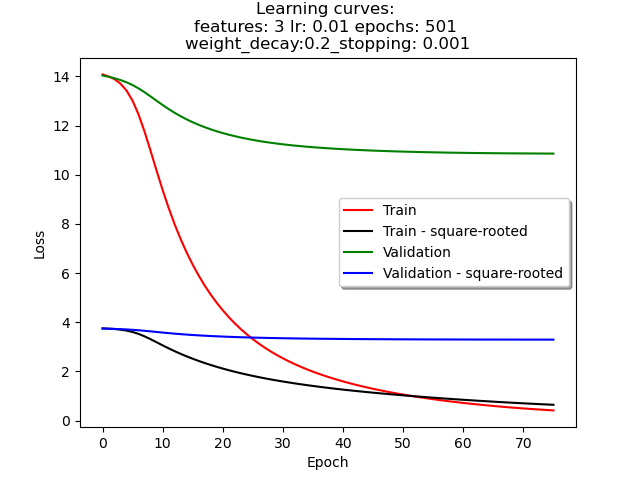 Learning curves:
features: 3 lr: 0.01 epochs: 501
weight_decay:0.2_stopping: 0.001
14
12
10
8
6
4
2
0
Loss
Train
Train - square-rooted
Validation
Validation - square-rooted
0 10 20 30 40 50 60 70
Epoch